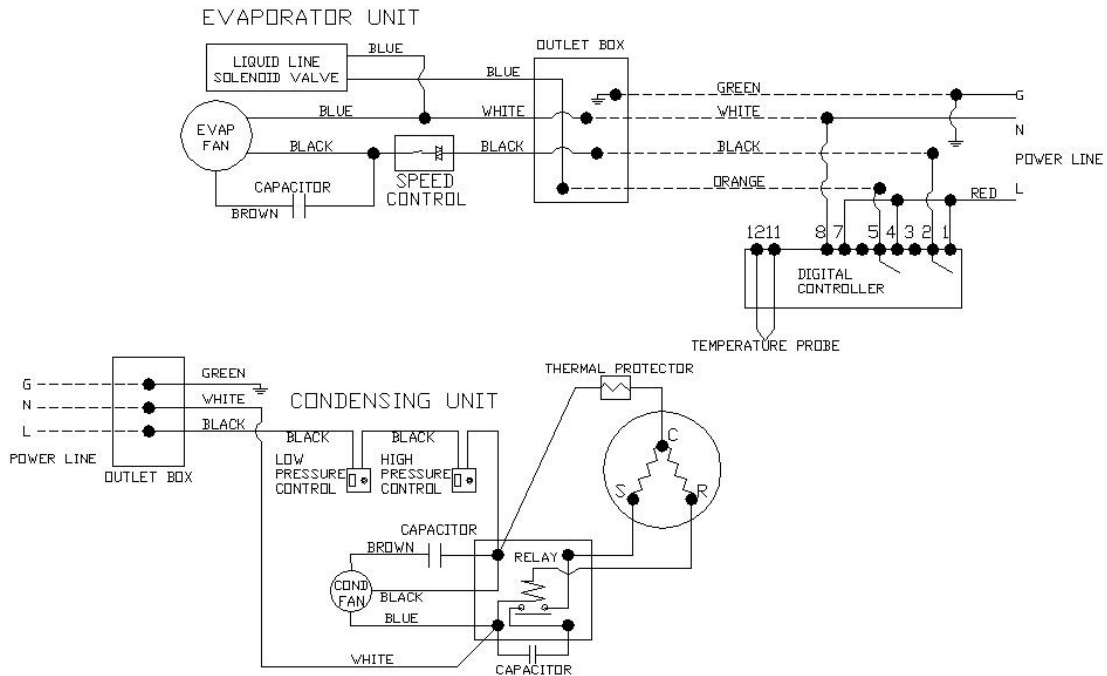 EVAPORATOR UNIT
LIQUID LINE
SOLENOID VALVE
BLUE
BLUE
OUTLET BOX
GREEN
G
BLUE
WHITE
WHITE
N
EVAP
FAN
BLACK
BLACK
BLACK
POWER LINE
SPEED
CONTROL
CAPACITOR
BROWN
ORANGE
RED
L
12 11 8 7 5 4 3 2 1
DIGITAL
CONTROLLER
TEMPERATURE PROBE
G
GREEN
N
WHITE
L
BLACK
POWER LINE
OUTLET BOX
CONDENSING UNIT
BLACK
BLACK
LOW
PRESSURE
CONTROL
HIGH
PRESSURE
CONTROL
THERMAL PROTECTOR
C
S
R
CAPACITOR
BROWN
RELAY
COND
FAN
BLACK
BLUE
WHITE
CAPACITOR